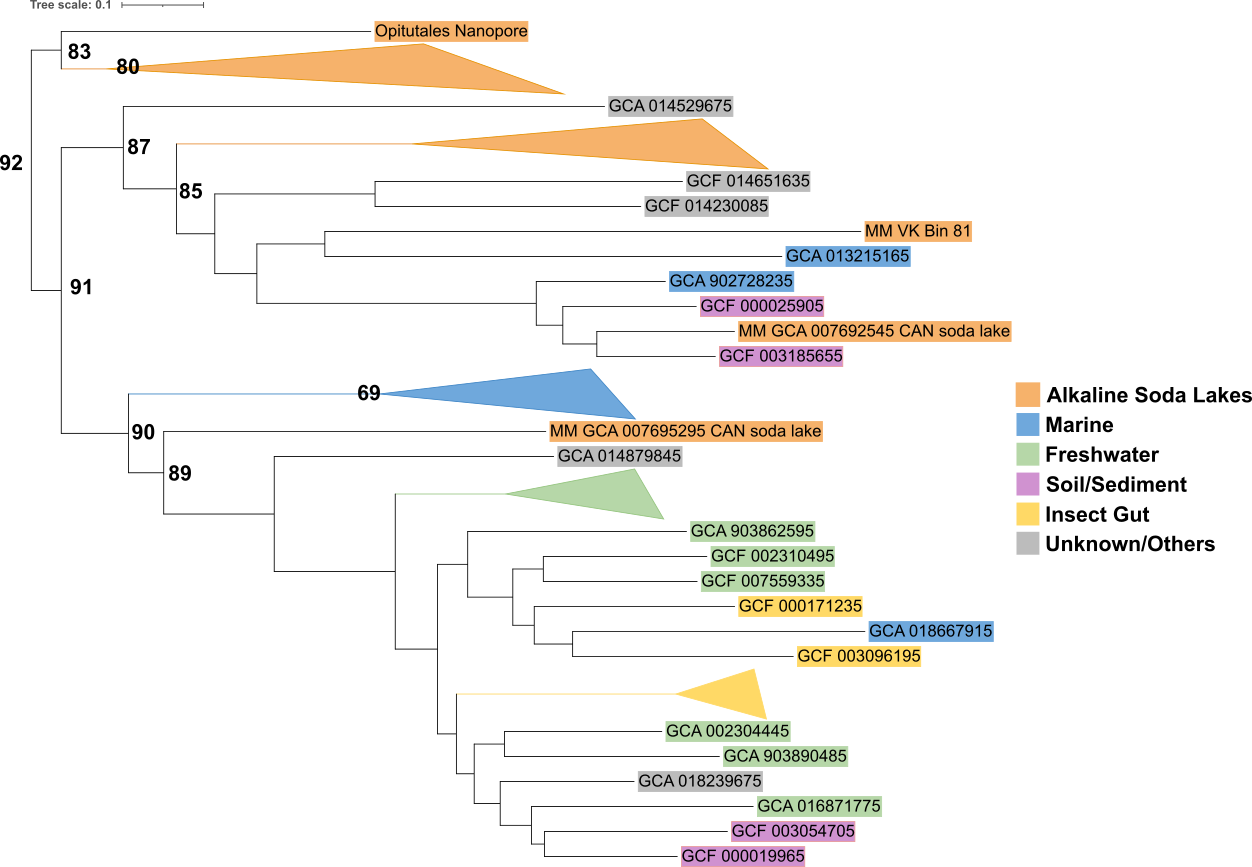 Tree scale: 0.1
Opitutales Nanopore
83
80
GCA 014529675
87
92
GCF 014651635
85
GCF 014230085
MM VK Bin 81
GCA 013215165
91
GCA 902728235
GCF 000025905
MM GCA 007692545 CAN soda lake
GCF 003185655
69
90
MM GCA 007695295 CAN soda lake
GCA 014879845
89
GCA 903862595
GCF 002310495
GCF 007559335
GCF 000171235
GCA 018667915
GCF 003096195
GCA 002304445
GCA 903890485
GCA 018239675
GCA 016871775
GCF 003054705
GCF 000019965
Alkaline Soda Lakes
Marine
Freshwater
Soil/Sediment
Insect Gut
Unknown/Others